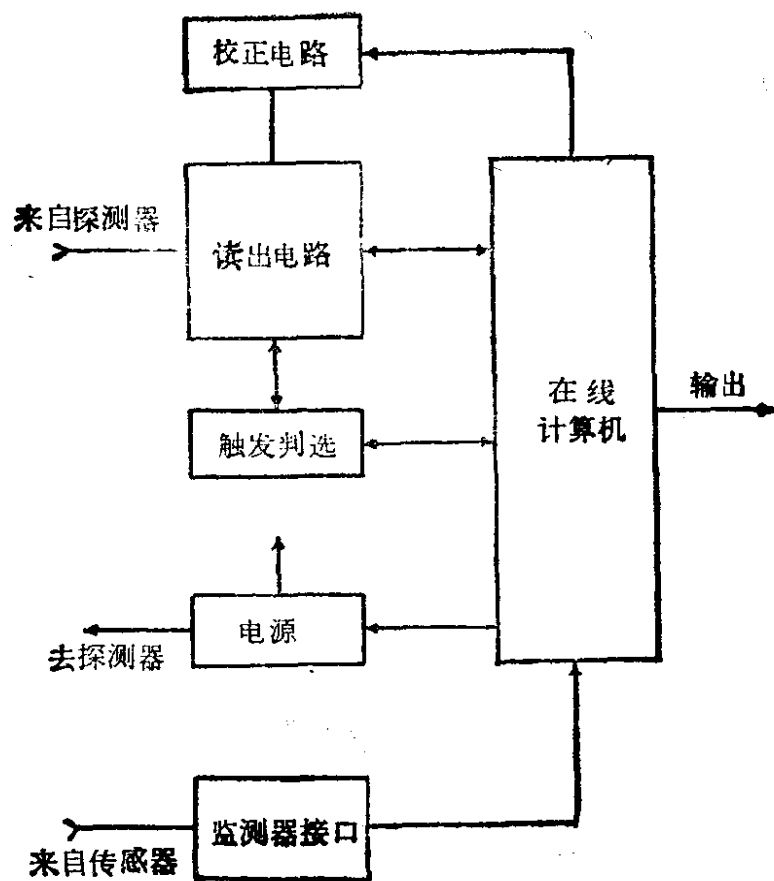 校正电路
来自探测器
读出电路
在线
计算机
输出
触发判选
电源
去探测器
监测器接口
来自传感器